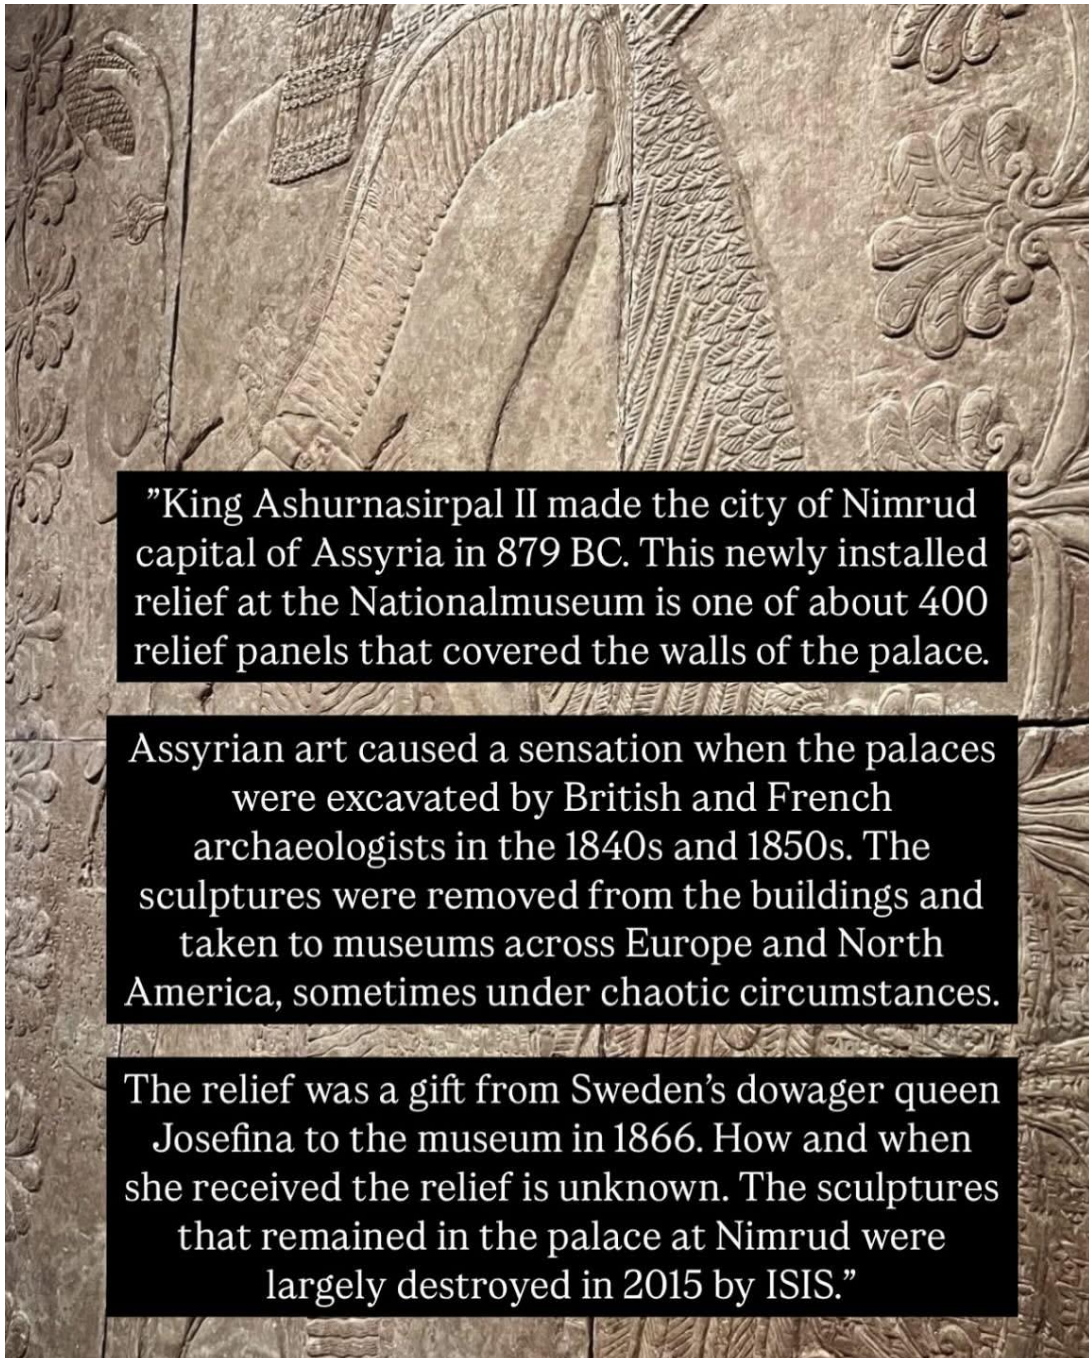 ”King Ashurnasirpal II made the city of Nimrud
capital of Assyria in 879 BC. This newly installed
relief at the Nationalmuseum is one of about 400
relief panels that covered the walls of the palace.
Assyrian art caused a sensation when the palaces
were excavated by British and French
archaeologists in the 1840s and 1850s. The
sculptures were removed from the buildings and
taken to museums across Europe and North
America, sometimes under chaotic circumstances.
The relief was a gift from Sweden’s dowager queen
Josefina to the museum in 1866. How and when
she received the relief is unknown. The sculptures
that remained in the palace at Nimrud were
largely destroyed in 2015 by ISIS.”